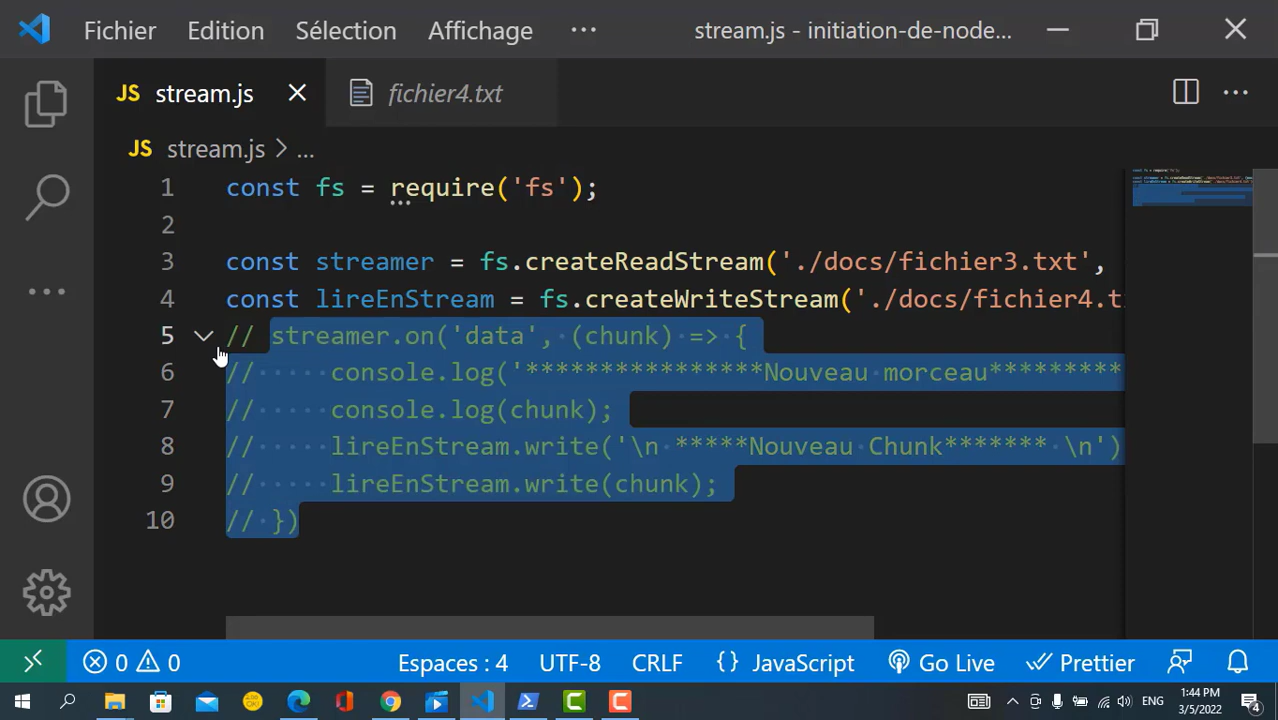 Fichier Edition Sélection Affichage ··· stream.js - initiation-de-node...
JS stream.js fichier4.txt
JS stream.js > ...
1 const fs = require('fs');
2
3 const streamer = fs.createReadStream('./docs/fichier3.txt',
4 const lireEnStream = fs.createWriteStream('./docs/fichier4.t
5 // streamer.on('data', (chunk) => {
6 // console.log('****************Nouveau morceau*********
7 // console.log(chunk);
8 // lireEnStream.write('\n *****Nouveau Chunk******* \n')
9 // lireEnStream.write(chunk);
10 // })
0 0 Espaces : 4 UTF-8 CRLF {} JavaScript Go Live Prettier
ENG 1:44 PM
3/5/2022 4